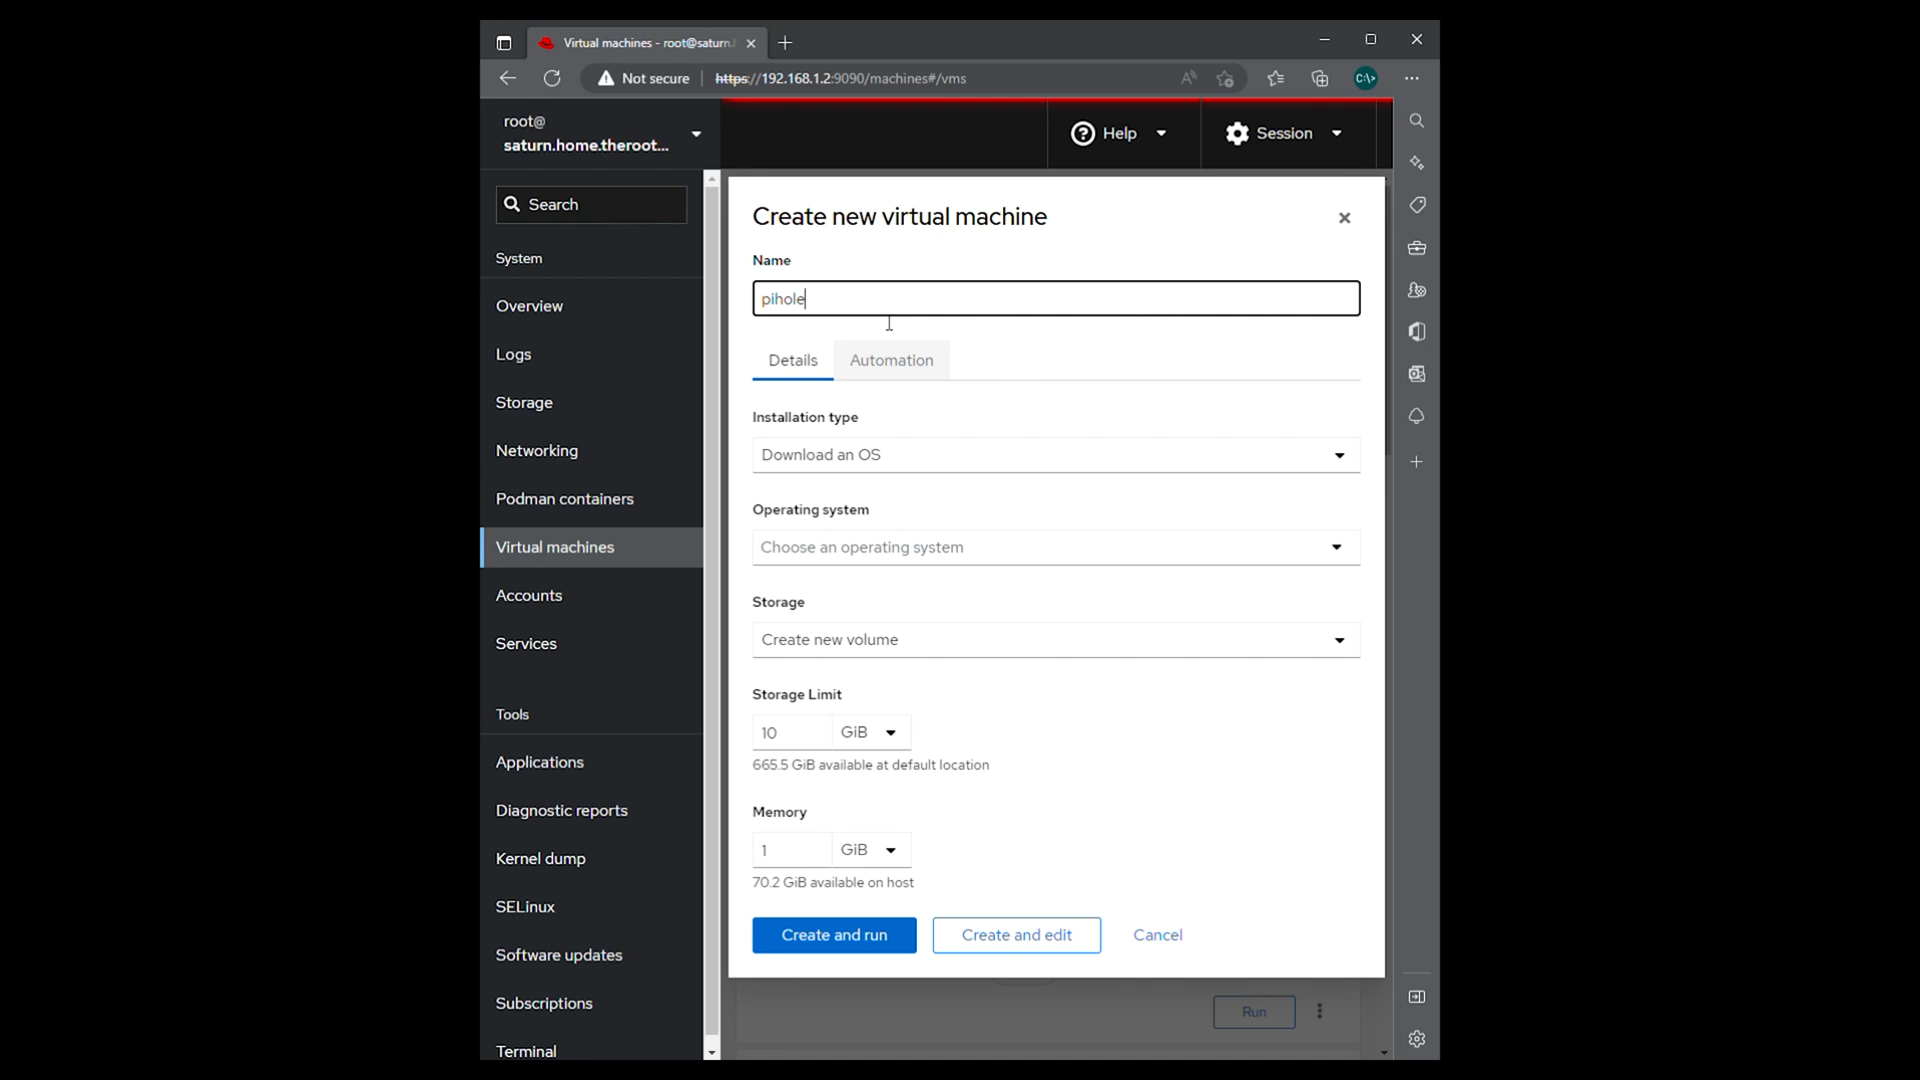 Virtual machines - root@saturn.
Not secure
https://192.168.1.2:9090/machines#/vms
C:\>
root@
saturn.home.theroot...
Help
Session
Search
System
Overview
Logs
Storage
Networking
Podman containers
Virtual machines
Accounts
Services
Tools
Applications
Diagnostic reports
Kernel dump
SELinux
Software updates
Subscriptions
Terminal
Create new virtual machine
Name
pihole
Details
Automation
Installation type
Download an OS
Operating system
Choose an operating system
Storage
Create new volume
Storage Limit
10 GiB
665.5 GiB available at default location
Memory
1 GiB
70.2 GiB available on host
Create and run
Create and edit
Cancel
Run